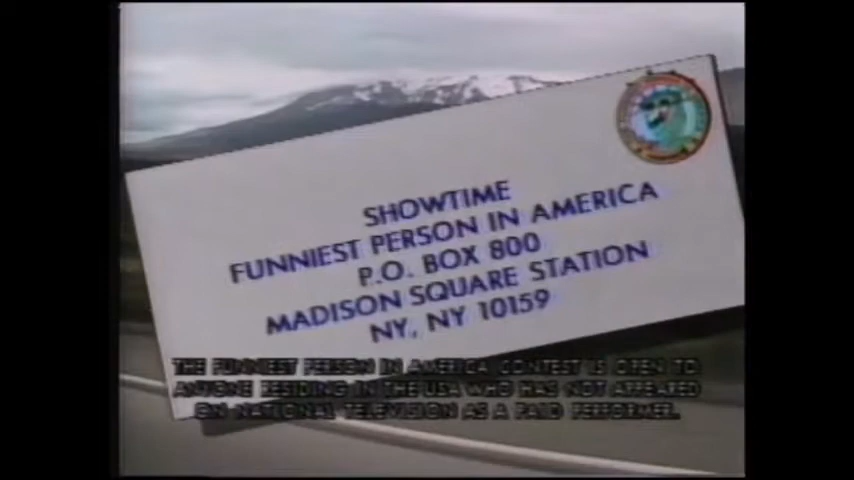 SHOWTIME
FUNNIEST PERSON IN AMERICA
P.O. BOX 800
MADISON SQUARE STATION
NY, NY 10159
THE FUNNIEST PERSON IN AMERICA CONTEST IS OPEN TO
ANYONE RESIDING IN THE USA WHO HAS NOT APPEARED
ON NATIONAL TELEVISION AS A PAID PERFORMER.